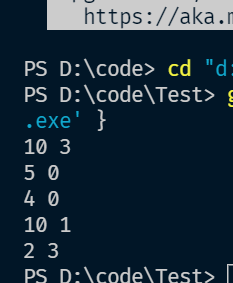 https://aka.m
PS D:\code> cd "d:
PS D:\code\Test>
.exe' }
10 3
5 0
4 0
10 1
2 3
PS D:\code\Test>